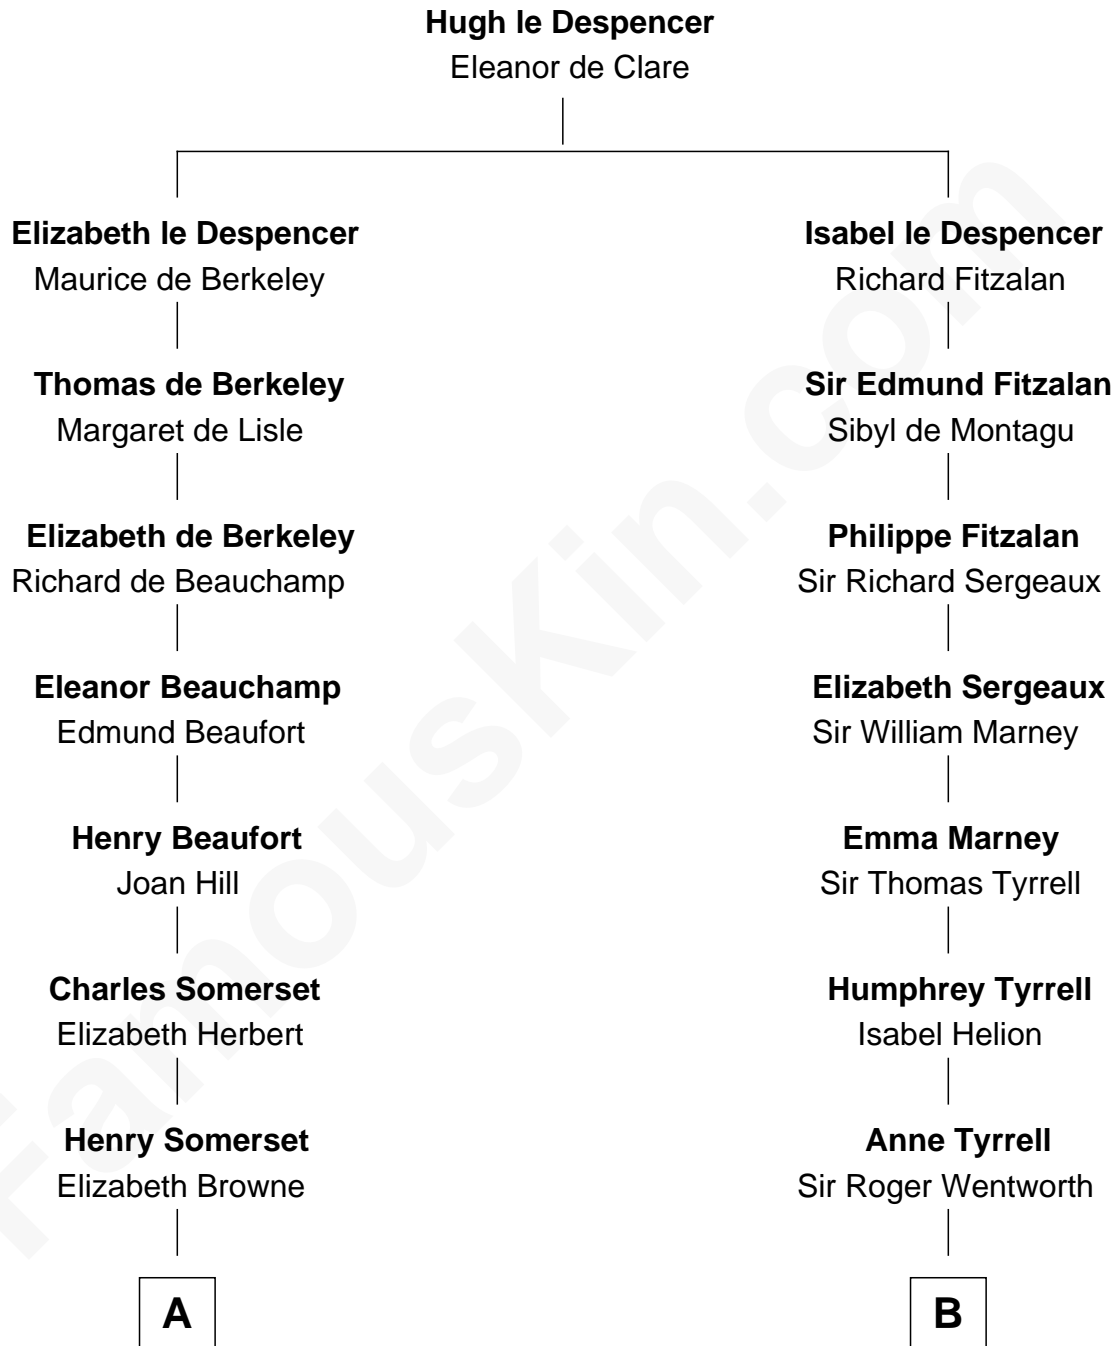 Hugh le Despencer
Eleanor de Clare
Elizabeth le Despencer
Maurice de Berkeley
Isabel le Despencer
Richard Fitzalan
Thomas de Berkeley
Margaret de Lisle
Sir Edmund Fitzalan
Sibyl de Montagu
Elizabeth de Berkeley
Richard de Beauchamp
Philippe Fitzalan
Sir Richard Sergeaux
Eleanor Beauchamp
Edmund Beaufort
Elizabeth Sergeaux
Sir William Marney
Henry Beaufort
Joan Hill
Emma Marney
Sir Thomas Tyrrell
Charles Somerset
Elizabeth Herbert
Humphrey Tyrrell
Isabel Helion
Henry Somerset
Elizabeth Browne
Anne Tyrrell
Sir Roger Wentworth
A
B
FamousKin.com